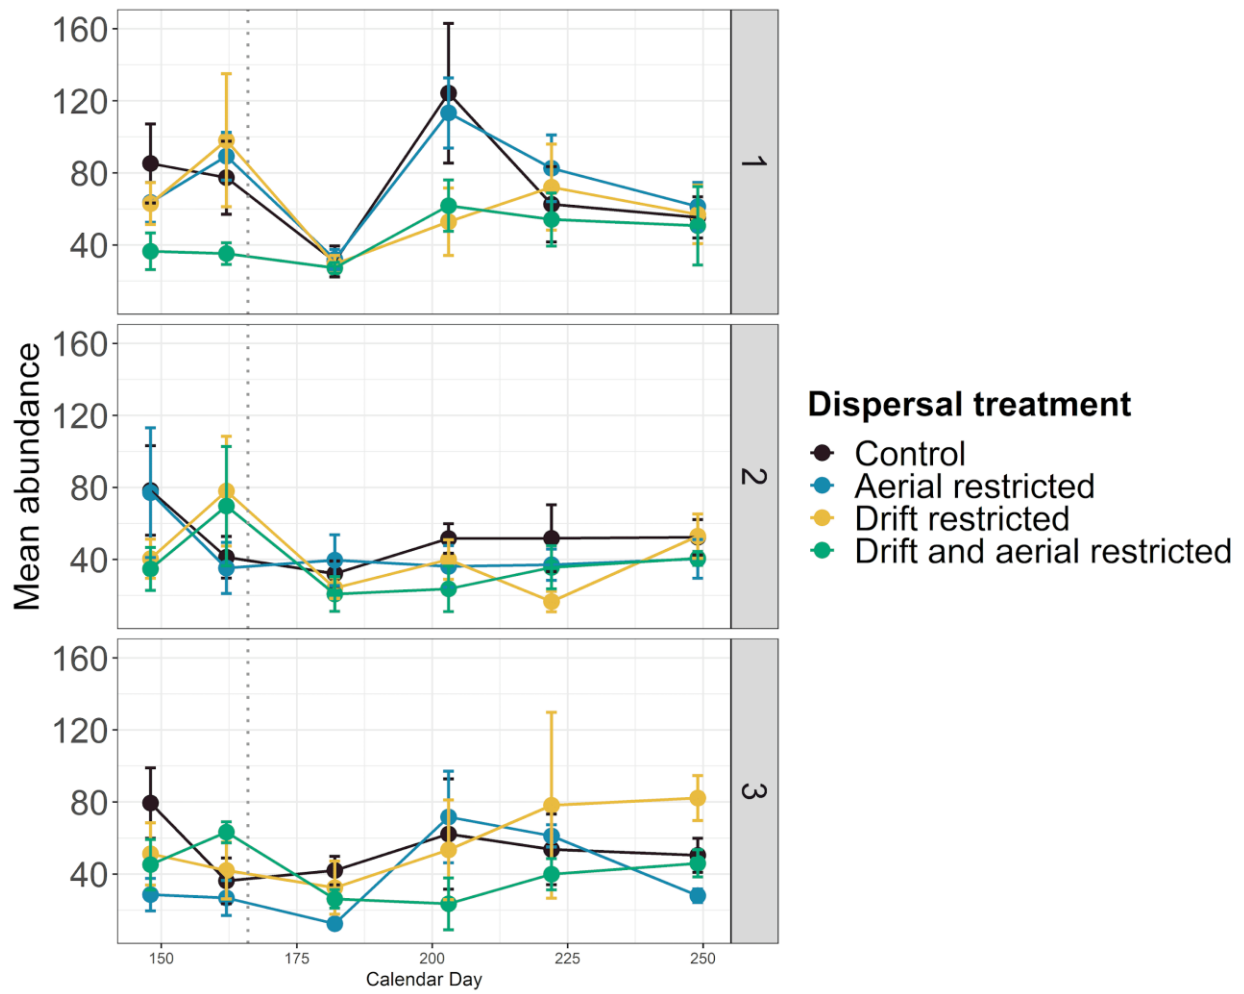 160
120
80
40
1
160
120
80
40
2
160
120
80
40
3
Mean abundance
150 175 200 225 250
Calendar Day
Dispersal treatment
Control
Aerial restricted
Drift restricted
Drift and aerial restricted